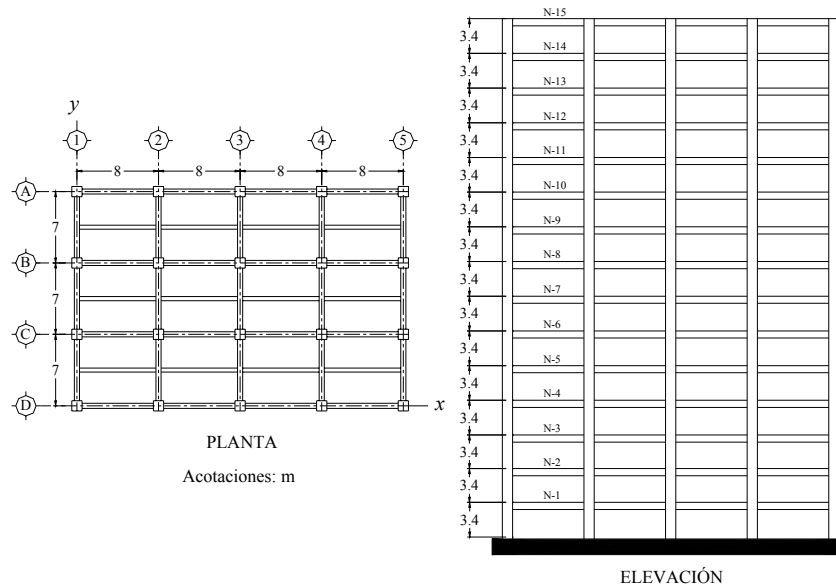 y
1
2
3
4
5
8
8
8
8
A
7
B
7
C
7
D
x
PLANTA
Acotaciones: m
N-15
3.4
N-14
3.4
N-13
3.4
N-12
3.4
N-11
3.4
N-10
3.4
N-9
3.4
N-8
3.4
N-7
3.4
N-6
3.4
N-5
3.4
N-4
3.4
N-3
3.4
N-2
3.4
N-1
3.4
ELEVACIÓN